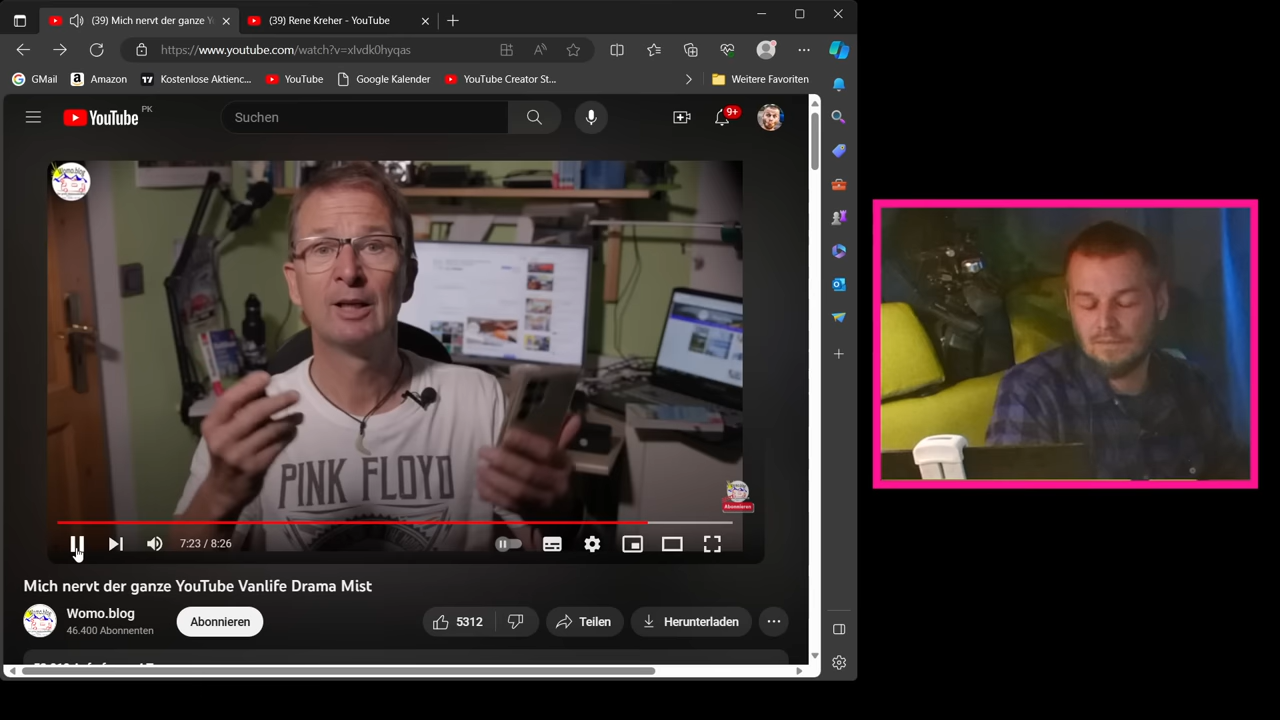 (39) Mich nervt der ganze Y
(39) Rene Kreher - YouTube
https://www.youtube.com/watch?v=xlvdk0hyqas
GMail
Amazon
Kostenlose Aktienc...
YouTube
Google Kalender
YouTube Creator St...
Weitere Favoriten
YouTube
PK
Suchen
9+
Womo.blog
PINK FLOYD
Abonnieren
7:23 / 8:26
Mich nervt der ganze YouTube Vanlife Drama Mist
Womo.blog
46.400 Abonnenten
Abonnieren
5312
Teilen
Herunterladen